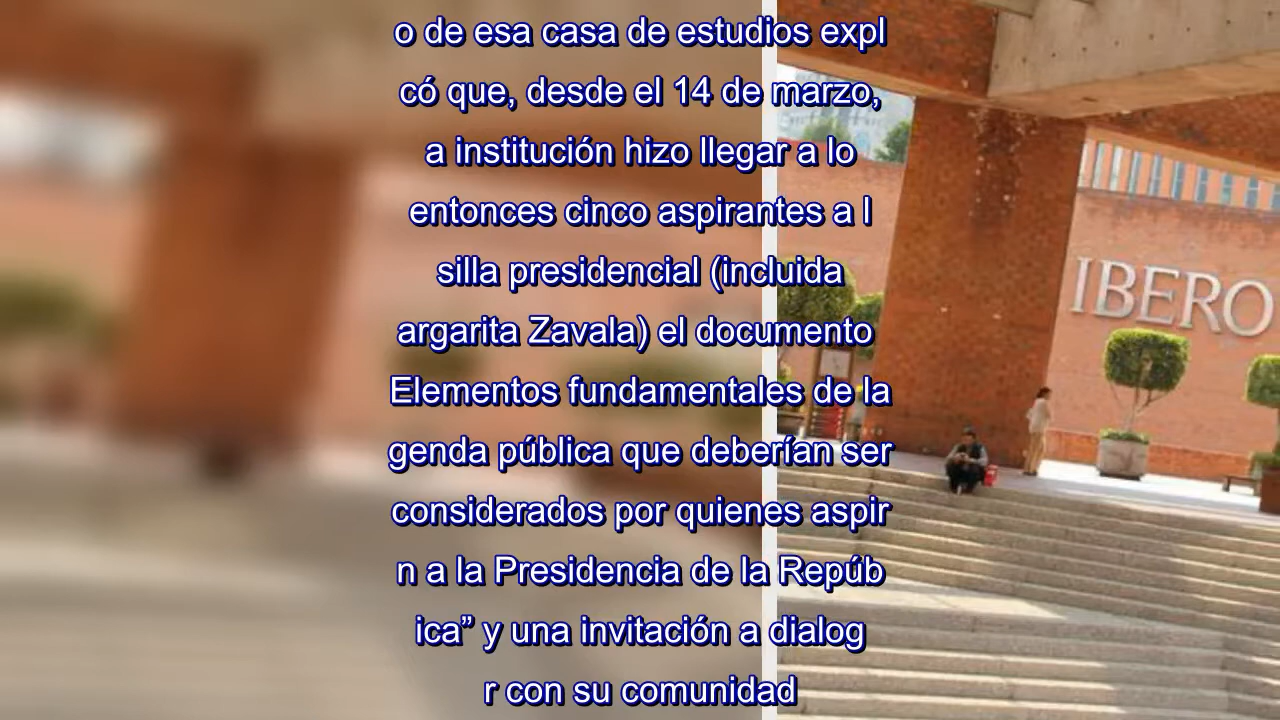 o de esa casa de estudios expl
có que, desde el 14 de marzo,
a institución hizo llegar a lo
entonces cinco aspirantes a l
silla presidencial (incluida
argarita Zavala) el documento
Elementos fundamentales de la
genda pública que deberían ser
considerados por quienes aspir
n a la Presidencia de la Repúb
ica” y una invitación a dialog
r con su comunidad
IBERO